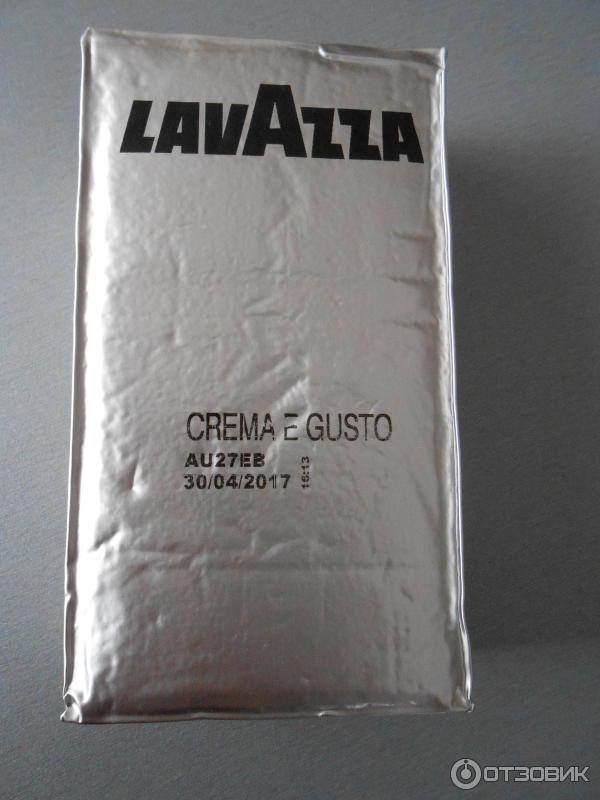 LAVAZZA
CREMA E GUSTO
AU27EB
30/04/2017 16:13
ОТЗОВИК